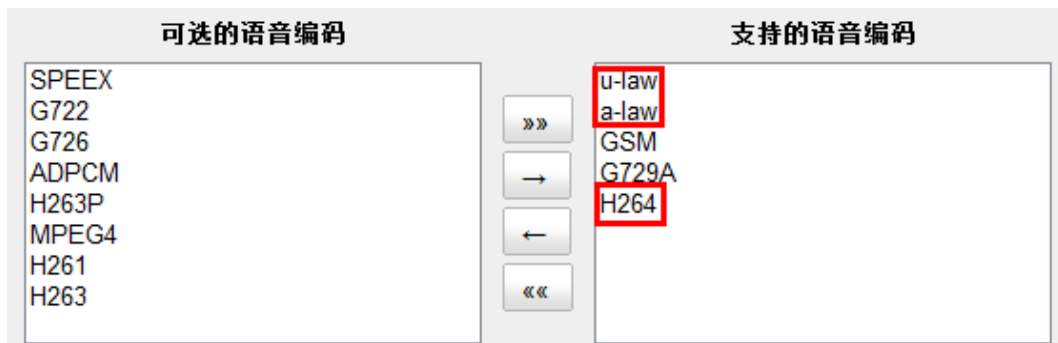 可选的语音编码
支持的语音编码
SPEEX
G722
G726
ADPCM
H263P
MPEG4
H261
H263
»»
→
←
««
u-law
a-law
GSM
G729A
H264